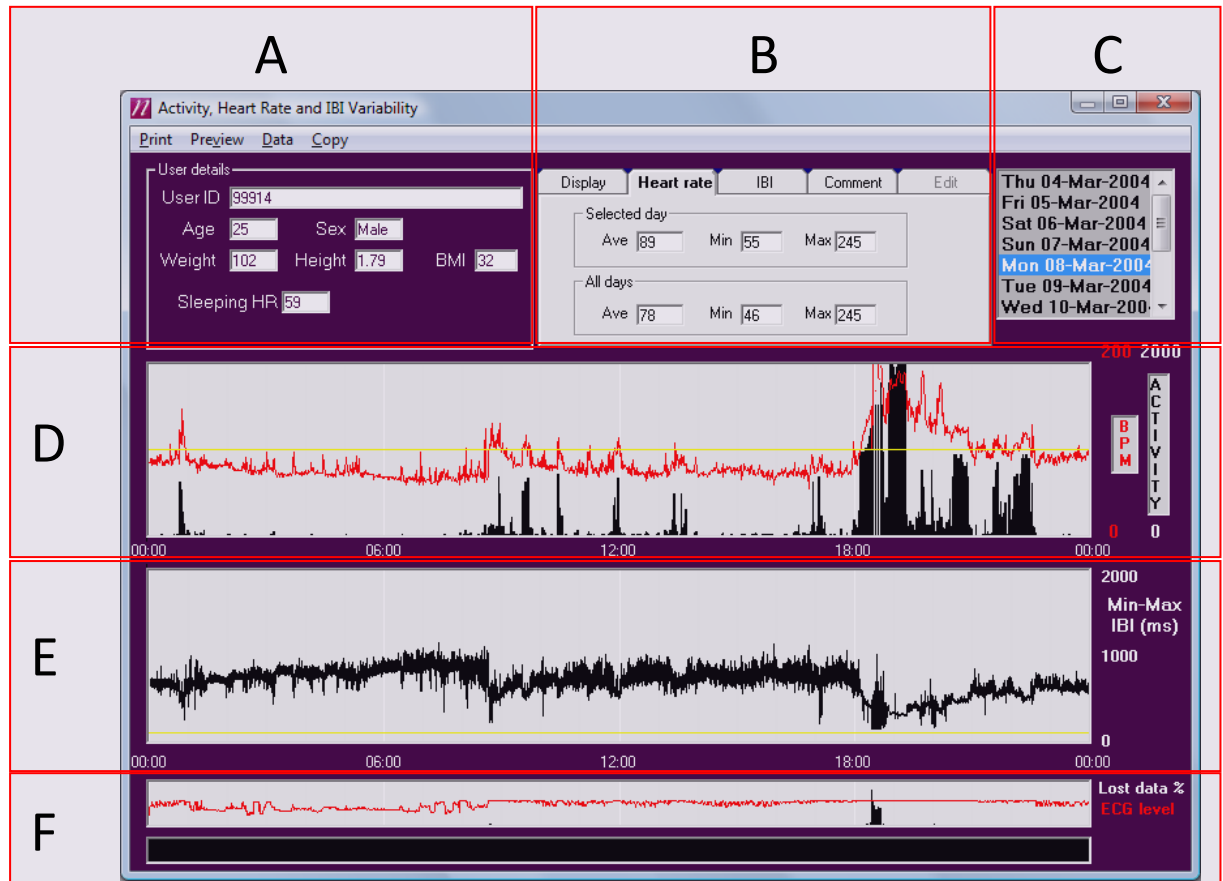 A
B
C
Activity, Heart Rate and IBI Variability
Print Preview Data Copy
User details
User ID 99914
Age 25 Sex Male
Weight 102 Height 1.79 BMI 32
Sleeping HR 59
Display Heart rate IBI Comment Edit
Selected day
Ave 89 Min 55 Max 245
All days
Ave 78 Min 46 Max 245
Thu 04-Mar-2004
Fri 05-Mar-2004
Sat 06-Mar-2004
Sun 07-Mar-2004
Mon 08-Mar-2004
Tue 09-Mar-2004
Wed 10-Mar-200
D
200 2000
BPM
ACTIVITY
0 0
00:00 06:00 12:00 18:00 00:00
E
2000
Min-Max
IBI (ms)
1000
0
00:00 06:00 12:00 18:00 00:00
F
Lost data %
ECG level